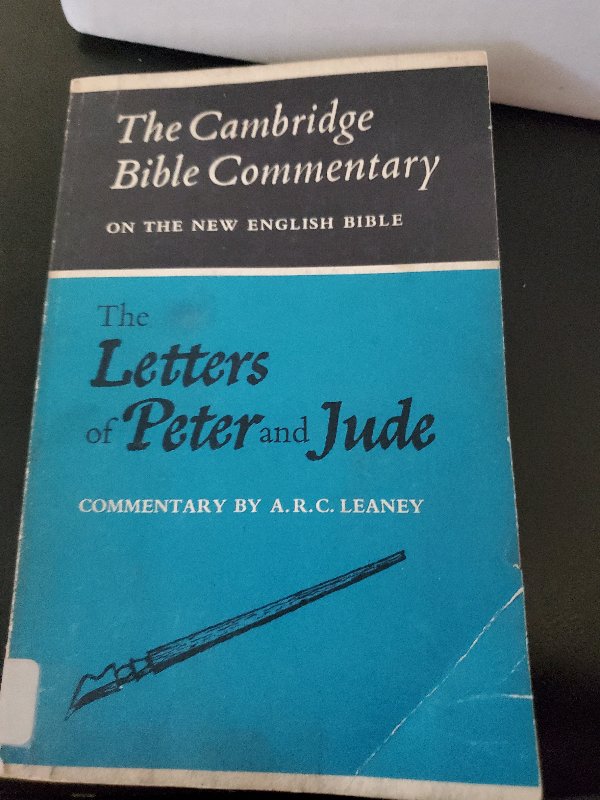 The Cambridge
Bible Commentary
ON THE NEW ENGLISH BIBLE
The
Letters
of Peter and Jude
COMMENTARY BY A.R.C. LEANEY